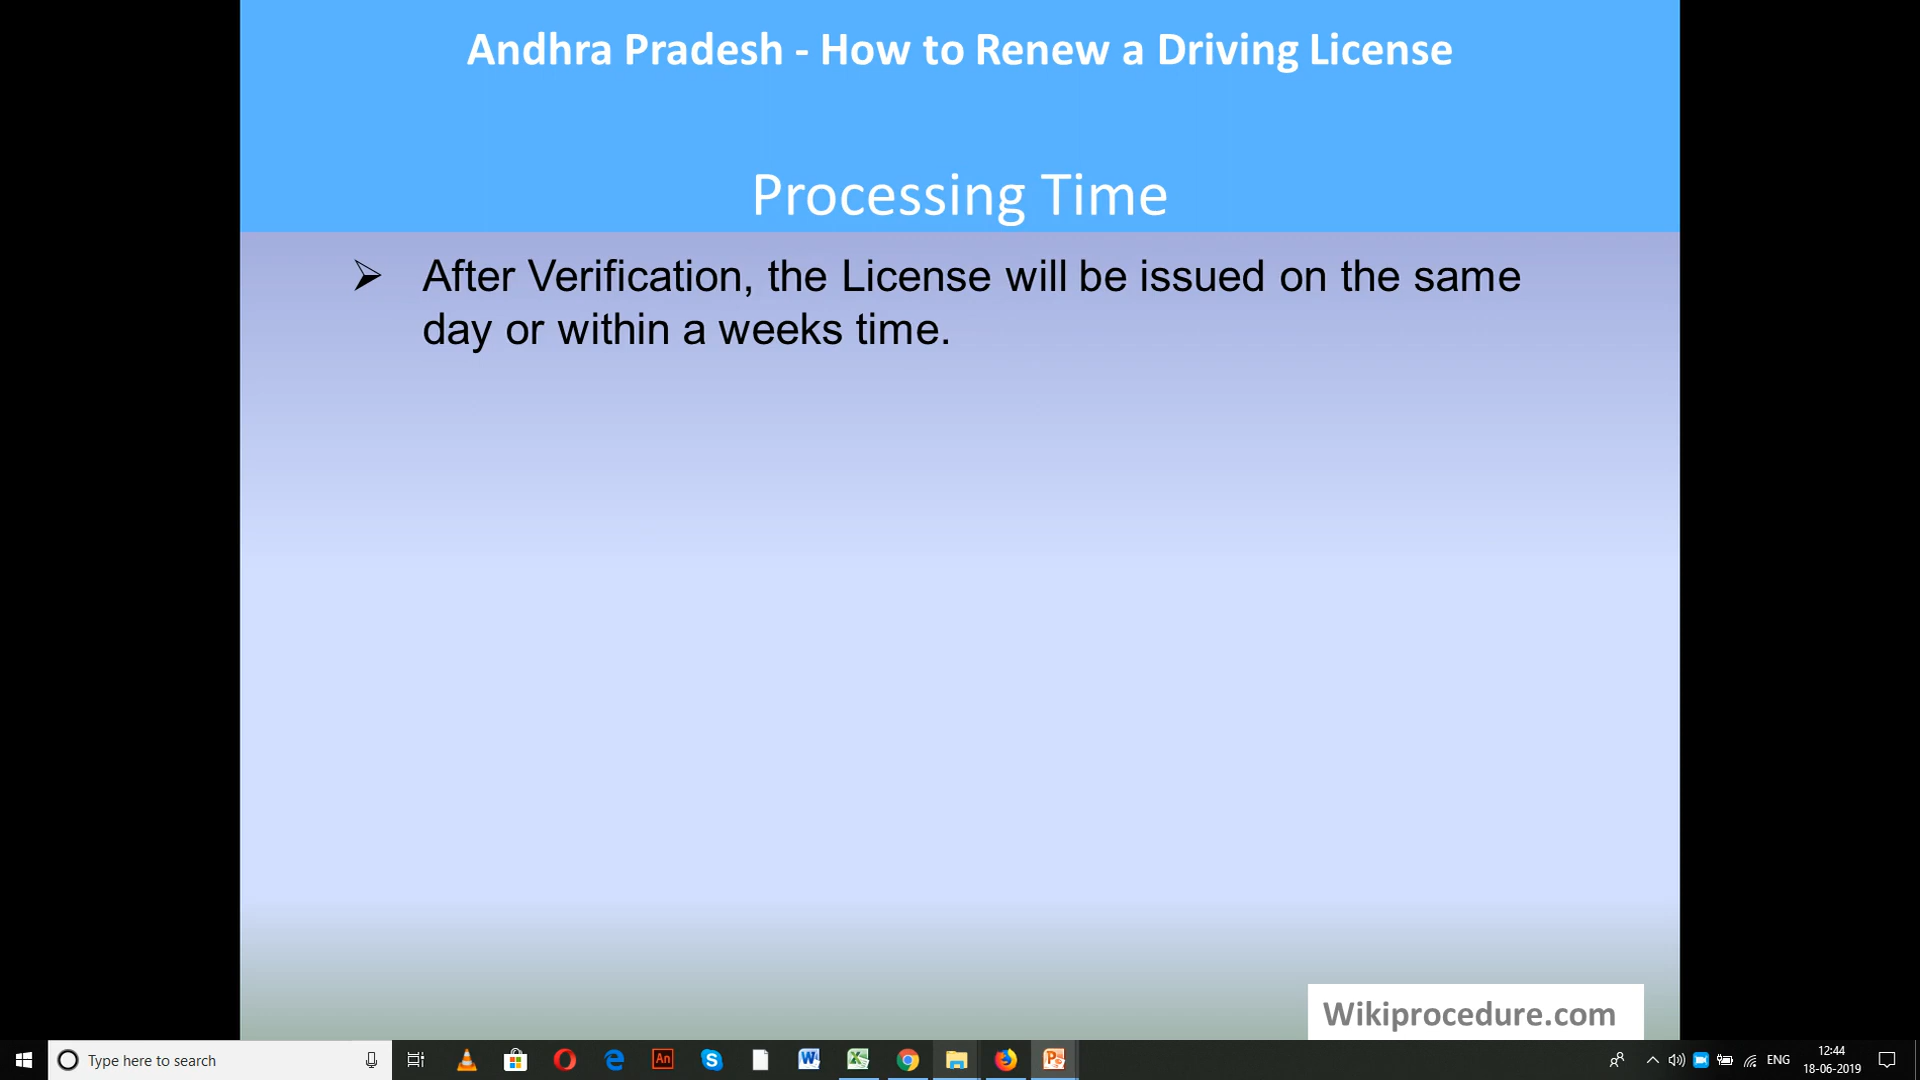 Andhra Pradesh - How to Renew a Driving License
Processing Time
➢ After Verification, the License will be issued on the same
day or within a weeks time.
Wikiprocedure.com
Type here to search
An
ENG
12:44
18-06-2019